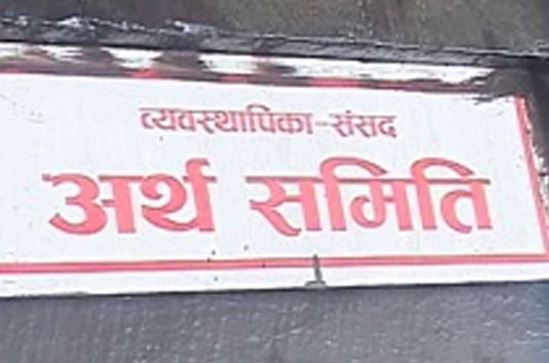 व्यवस्थापिका-संसद
अर्थ समिति